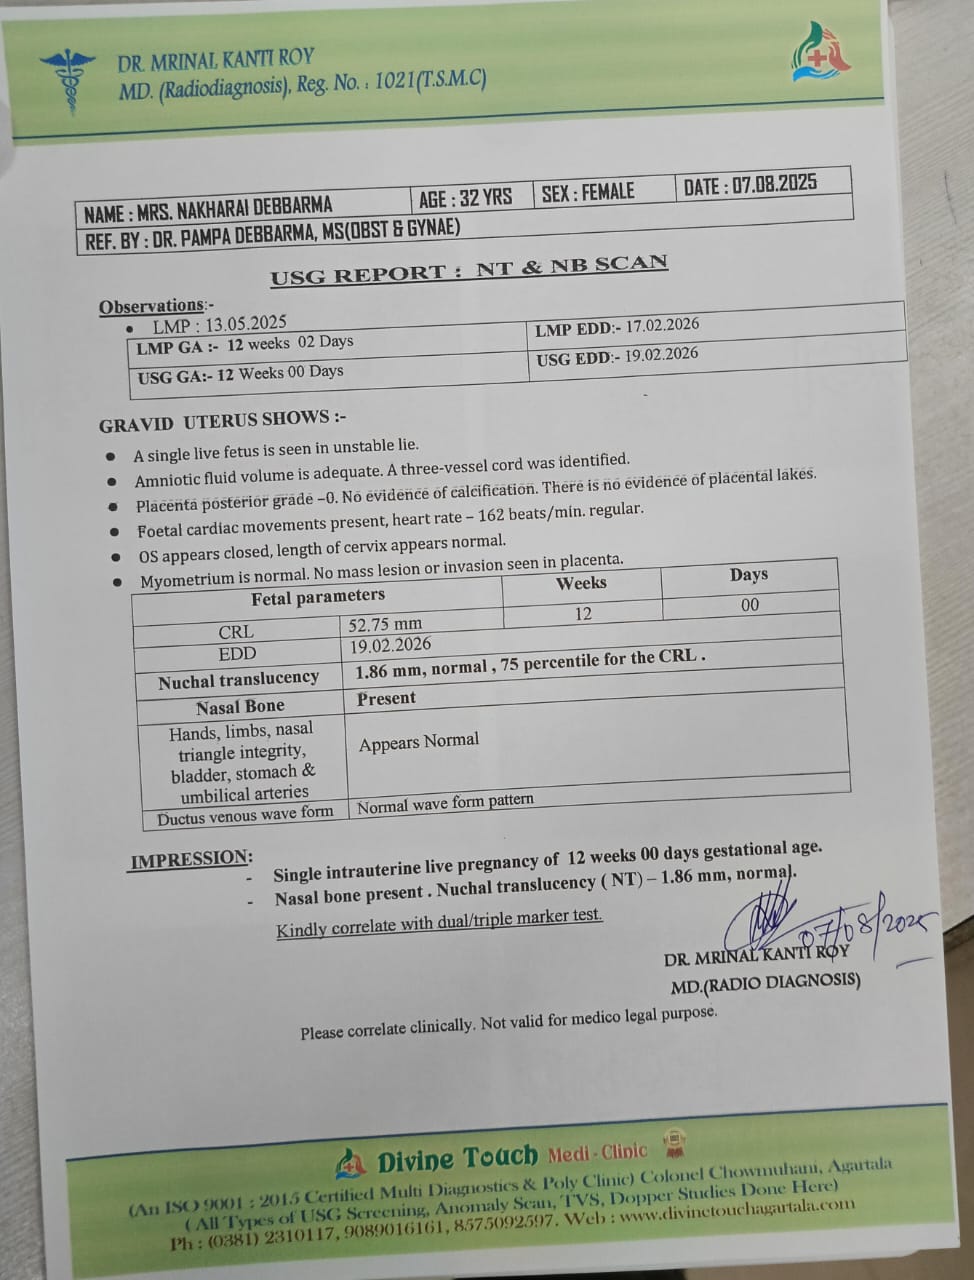 DR. MRINAL KANTI ROY
MD. (Radiodiagnosis), Reg. No. : 1021(T.S.M.C)
NAME : MRS. NAKHARAI DEBBARMA AGE : 32 YRS SEX : FEMALE DATE : 07.08.2025
REF. BY : DR. PAMPA DEBBARMA, MS(OBST & GYNAE)
USG REPORT : NT & NB SCAN
Observations:-
• LMP : 13.05.2025
LMP GA :- 12 weeks 02 Days LMP EDD:- 17.02.2026
USG GA:- 12 Weeks 00 Days USG EDD:- 19.02.2026
GRAVID UTERUS SHOWS :-
• A single live fetus is seen in unstable lie.
• Amniotic fluid volume is adequate. A three-vessel cord was identified.
• Placenta posterior grade –0. No evidence of calcification. There is no evidence of placental lakes.
• Foetal cardiac movements present, heart rate – 162 beats/min. regular.
• OS appears closed, length of cervix appears normal.
• Myometrium is normal. No mass lesion or invasion seen in placenta.
Fetal parameters Weeks Days
CRL 52.75 mm 12 00
EDD 19.02.2026
Nuchal translucency 1.86 mm, normal , 75 percentile for the CRL .
Nasal Bone Present
Hands, limbs, nasal
triangle integrity,
bladder, stomach &
umbilical arteries Appears Normal
Ductus venous wave form Normal wave form pattern
IMPRESSION:
- Single intrauterine live pregnancy of 12 weeks 00 days gestational age.
- Nasal bone present . Nuchal translucency ( NT) – 1.86 mm, normal.
Kindly correlate with dual/triple marker test.
07/08/2025
DR. MRINAL KANTI ROY
MD.(RADIO DIAGNOSIS)
Please correlate clinically. Not valid for medico legal purpose.
Divine Touch Medi - Clinic
(An ISO 9001 : 2015 Certified Multi Diagnostics & Poly Clinic) Colonel Chowmuhani, Agartala
( All Types of USG Screening, Anomaly Scan, TVS, Dopper Studies Done Here)
Ph : (0381) 2310117, 9089016161, 8575092597. Web : www.divinetouchagartala.com